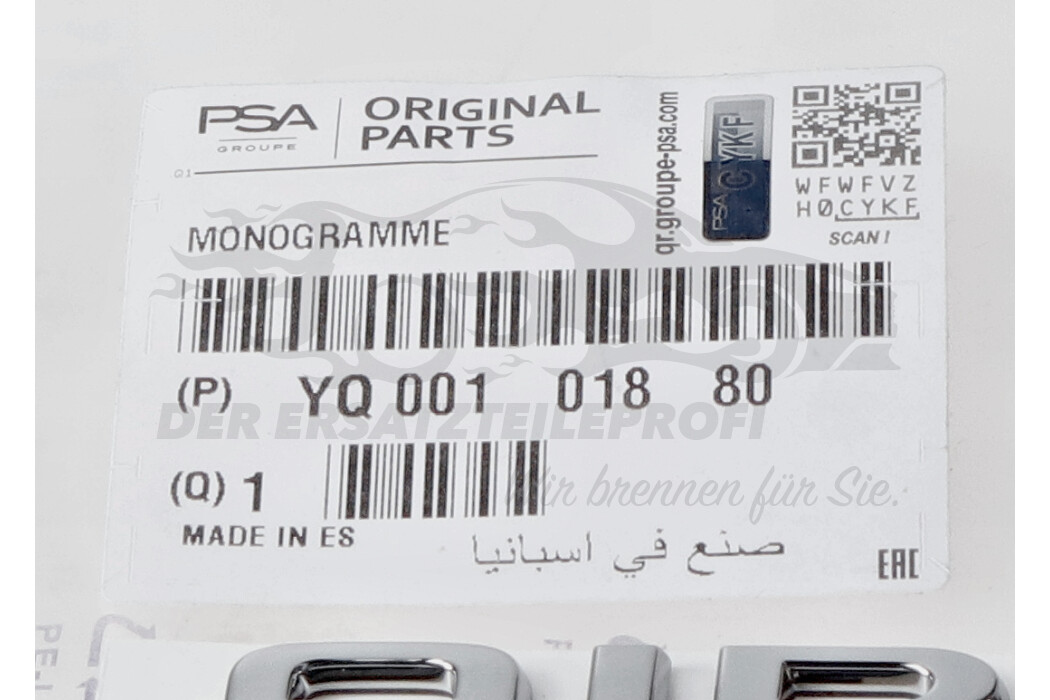 PSA
GROUPE
ORIGINAL
PARTS
01
qr.groupe-psa.com
PSA CYKF
WFWFVZ
H0CYKF
SCAN!
MONOGRAMME
(P) YQ 001 018 80
DER ERSATZTEILEPROFI
Wir brennen für Sie.
(Q) 1
MADE IN ES
صنع في اسبانيا
EAC